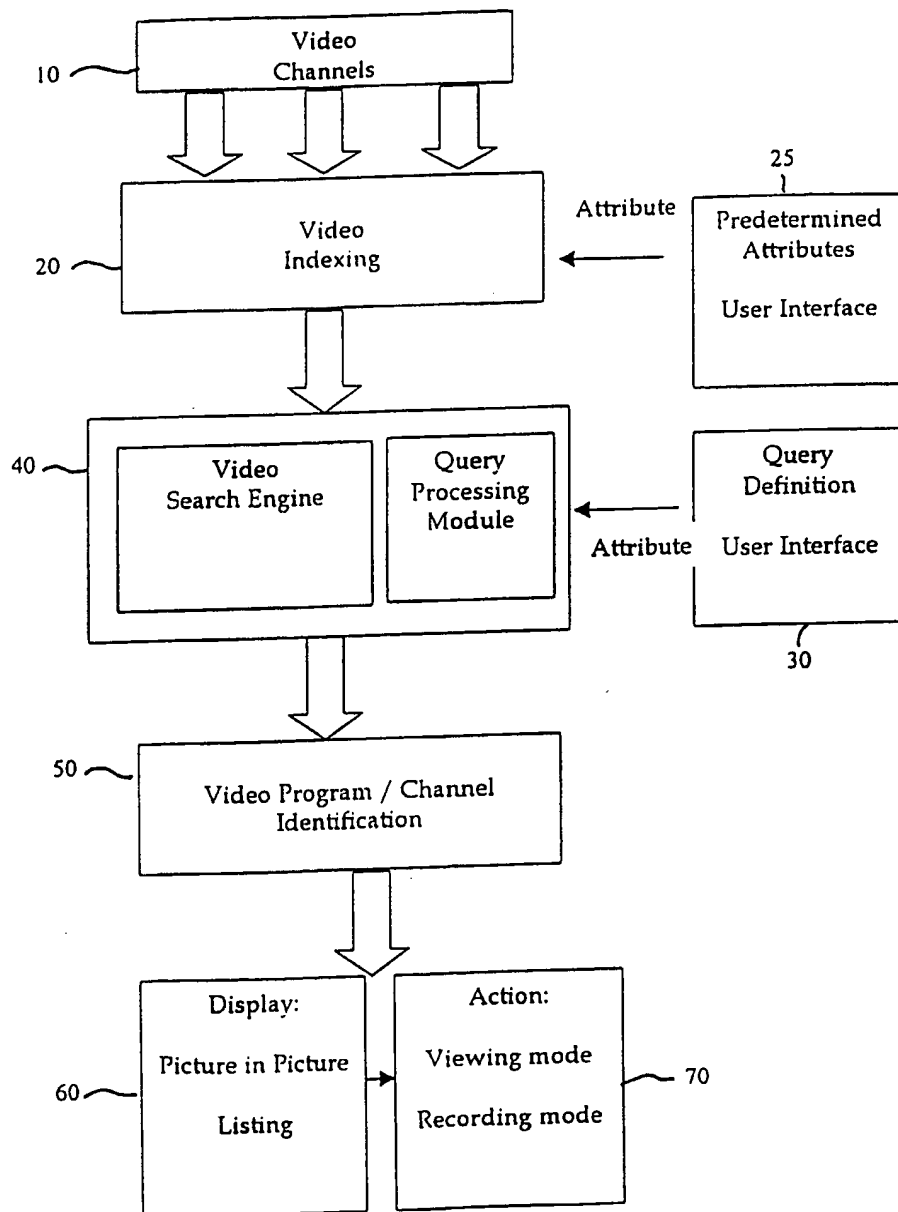 Video
Channels
10
25
Attribute
Predetermined
Attributes
User Interface
Video
Indexing
20
40
Video
Search Engine
Query
Processing
Module
Attribute
Query
Definition
User Interface
30
50
Video Program / Channel
Identification
Display:
Picture in Picture
Listing
60
Action:
Viewing mode
Recording mode
70